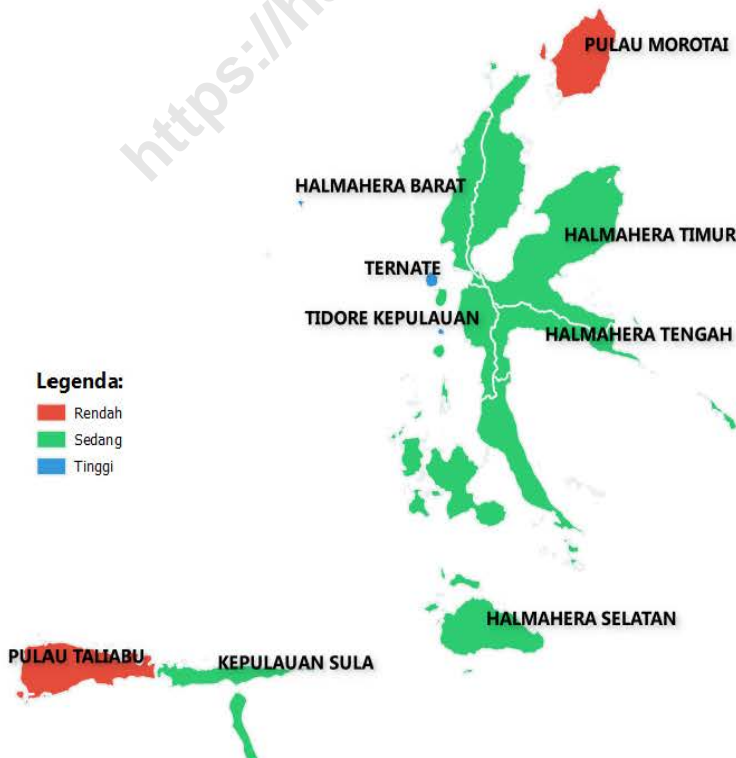 https://h
PULAU MOROTAI
HALMAHERA BARAT
HALMAHERA TIMUR
TERNATE
TIDORE KEPULAUAN
HALMAHERA TENGAH
Legenda:
Rendah
Sedang
Tinggi
HALMAHERA SELATAN
PULAU TALIABU
KEPULAUAN SULA